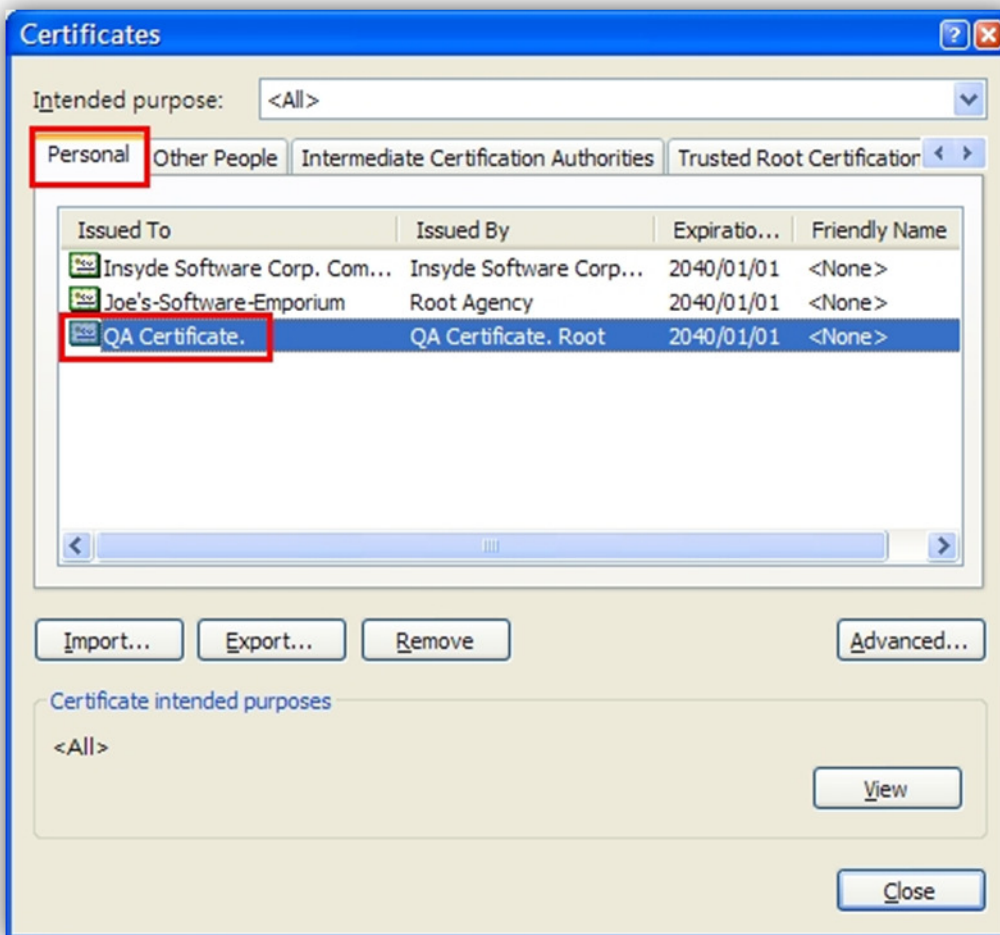 Certificates
Intended purpose: <All>
Personal Other People Intermediate Certification Authorities Trusted Root Certification
Issued To Issued By Expiratio... Friendly Name
Insyde Software Corp. Com... Insyde Software Corp... 2040/01/01 <None>
Joe's-Software-Emporium Root Agency 2040/01/01 <None>
QA Certificate. QA Certificate. Root 2040/01/01 <None>
Import... Export... Remove Advanced...
Certificate intended purposes
<All>
View
Close